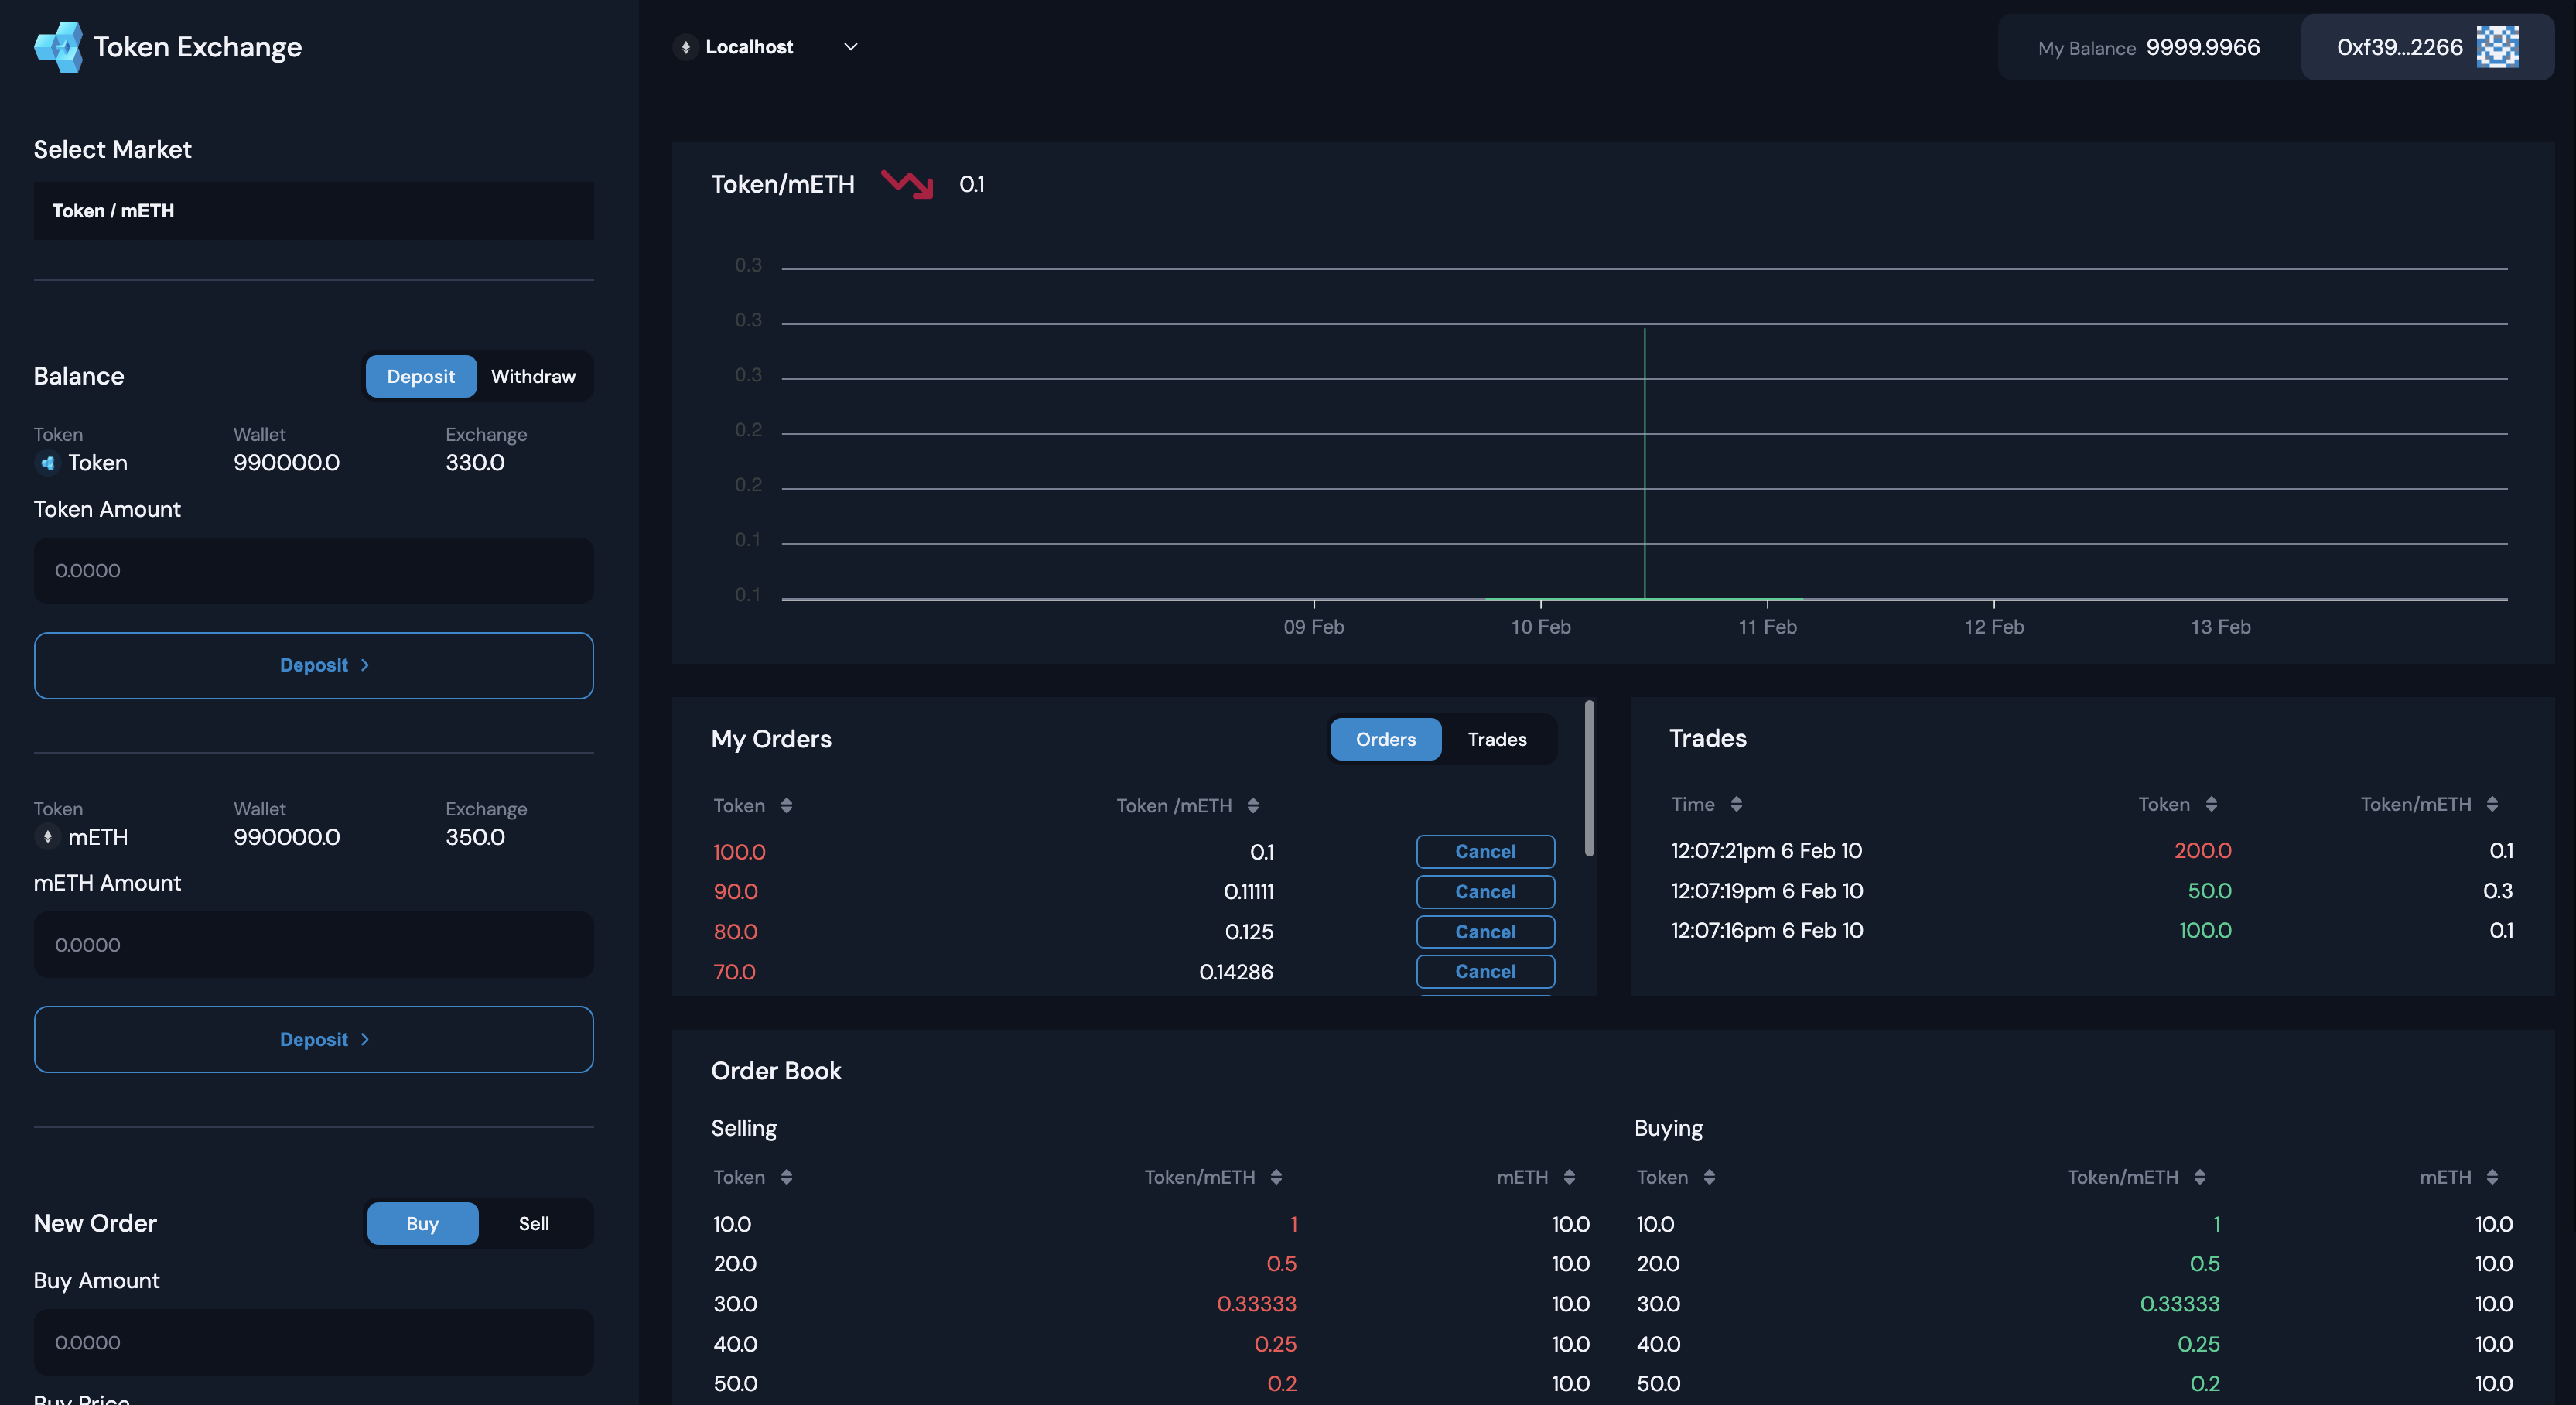 Token Exchange
Select Market
Token / mETH
Balance
Deposit Withdraw
Token Wallet Exchange
Token 990000.0 330.0
Token Amount
0.0000
Deposit >
Token Wallet Exchange
mETH 990000.0 350.0
mETH Amount
0.0000
Deposit >
New Order
Buy Sell
Buy Amount
0.0000
Buy Price
Localhost
My Balance 9999.9966 0xf39...2266
Token/mETH 0.1
0.3
0.3
0.3
0.2
0.2
0.1
0.1
09 Feb 10 Feb 11 Feb 12 Feb 13 Feb
My Orders
Orders Trades
Token Token /mETH
100.0 0.1 Cancel
90.0 0.11111 Cancel
80.0 0.125 Cancel
70.0 0.14286 Cancel
Trades
Time Token Token/mETH
12:07:21pm 6 Feb 10 200.0 0.1
12:07:19pm 6 Feb 10 50.0 0.3
12:07:16pm 6 Feb 10 100.0 0.1
Order Book
Selling
Token Token/mETH mETH
10.0 1 10.0
20.0 0.5 10.0
30.0 0.33333 10.0
40.0 0.25 10.0
50.0 0.2 10.0
Buying
Token Token/mETH mETH
10.0 1 10.0
20.0 0.5 10.0
30.0 0.33333 10.0
40.0 0.25 10.0
50.0 0.2 10.0